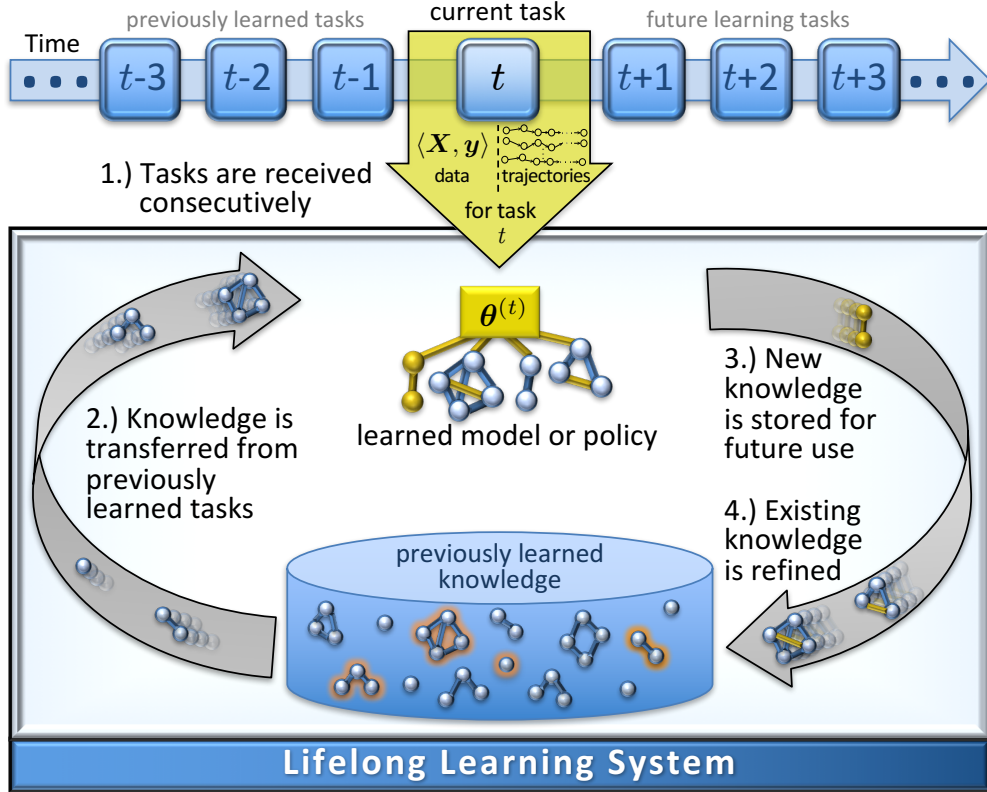 previously learned tasks
current task
future learning tasks
Time
t-3
t-2
t-1
t
t+1
t+2
t+3
⟨X, y⟩
data
trajectories
for task
t
1.) Tasks are received
consecutively
θ^(t)
learned model or policy
2.) Knowledge is
transferred from
previously
learned tasks
3.) New
knowledge
is stored for
future use
4.) Existing
knowledge
is refined
previously learned
knowledge
Lifelong Learning System